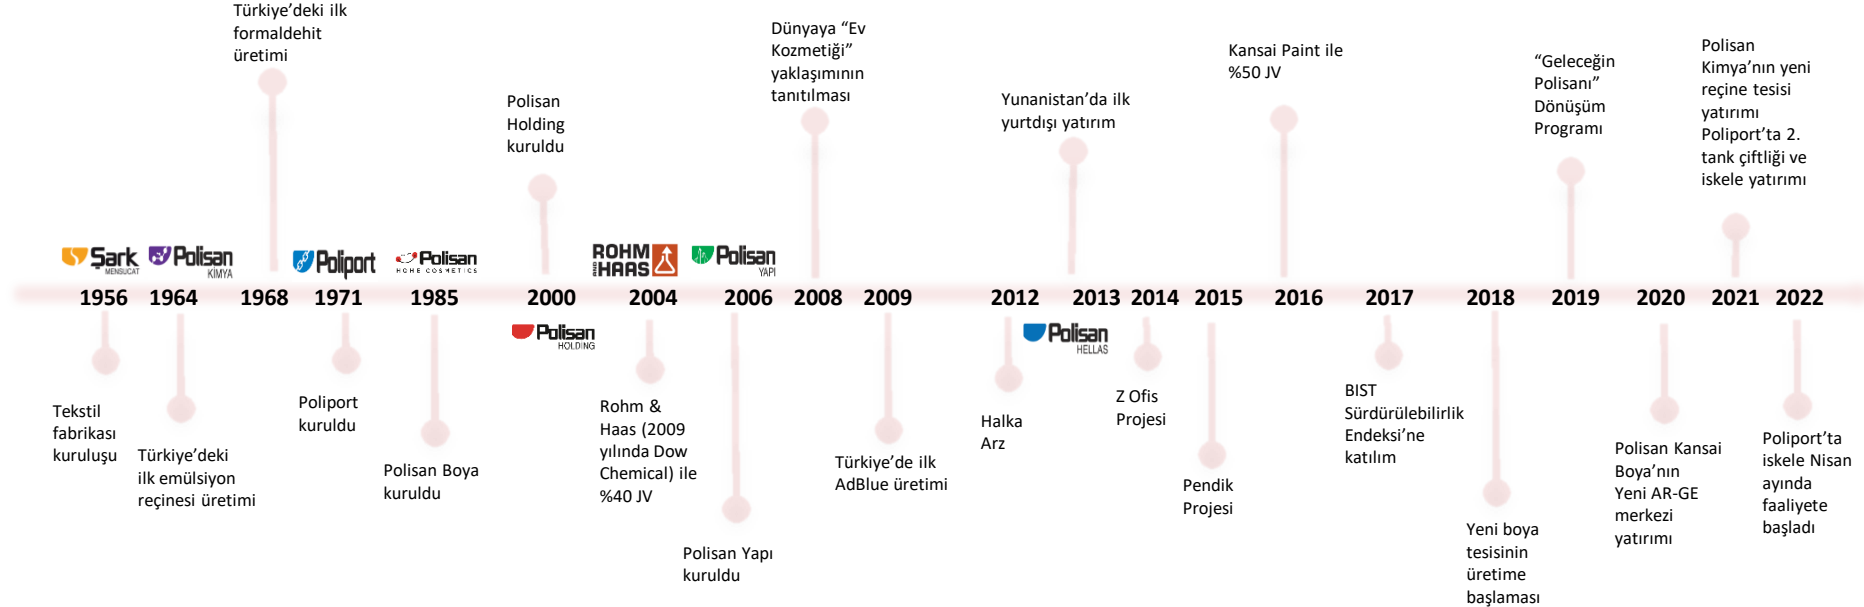 Türkiye’deki ilk
formaldehit
üretimi
Polisan
Holding
kuruldu
Dünyaya “Ev
Kozmetiği”
yaklaşımının
tanıtılması
Yunanistan’da ilk
yurtdışı yatırım
Kansai Paint ile
%50 JV
“Geleceğin
Polisanı”
Dönüşüm
Programı
Polisan
Kimya’nın yeni
reçine tesisi
yatırımı
Poliport’ta 2.
tank çiftliği ve
iskele yatırımı
Şark
MENSUCAT
Polisan
KİMYA
Poliport
Polisan
HOME COSMETICS
ROHM
AND HAAS
Polisan
YAPI
1956 1964 1968 1971 1985 2000 2004 2006 2008 2009 2012 2013 2014 2015 2016 2017 2018 2019 2020 2021 2022
Polisan
HOLDING
Polisan
HELLAS
Tekstil
fabrikası
kuruluşu
Türkiye’deki
ilk emülsiyon
reçinesi üretimi
Poliport
kuruldu
Polisan Boya
kuruldu
Rohm &
Haas (2009
yılında Dow
Chemical) ile
%40 JV
Polisan Yapı
kuruldu
Türkiye’de ilk
AdBlue üretimi
Halka
Arz
Z Ofis
Projesi
Pendik
Projesi
BIST
Sürdürülebilirlik
Endeksi’ne
katılım
Yeni boya
tesisinin
üretime
başlaması
Polisan Kansai
Boya’nın
Yeni AR-GE
merkezi
yatırımı
Poliport’ta
iskele Nisan
ayında
faaliyete
başladı